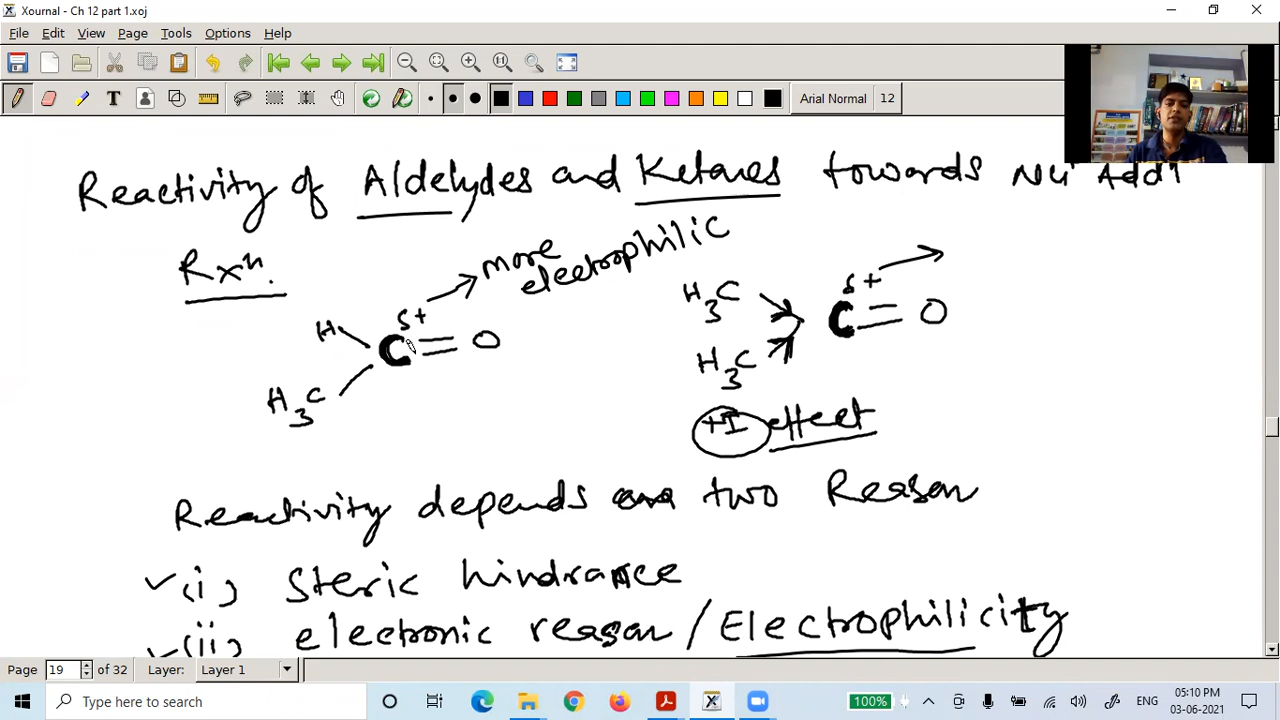 Xournal - Ch 12 part 1.xoj
File Edit View Page Tools Options Help
Arial Normal 12
Reactivity of Aldelydes and Ketones towards Nu Addn
Rxn.
more
electrophilic
H δ+
C = O
H3C
H3C δ+
C = O
H3C
+I effect
Reactivity depends on two Reason
(i) Steric hindrance
(ii) electronic reason / Electrophilicity
Page 19 of 32 Layer: Layer 1
Type here to search
100%
ENG
05:10 PM
03-06-2021